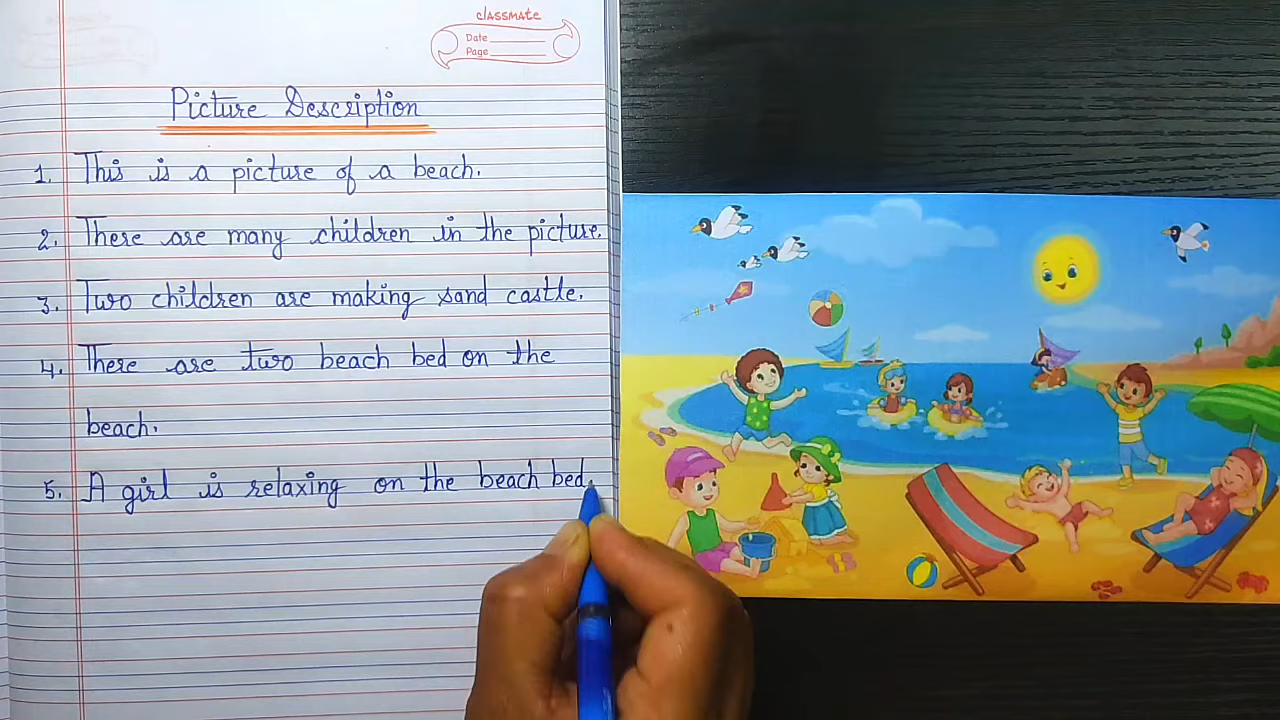 classmate
Date
Page
Picture Description
1. This is a picture of a beach.
2. There are many children in the picture.
3. Two children are making sand castle.
4. There are two beach bed on the
beach.
5. A girl is relaxing on the beach bed.